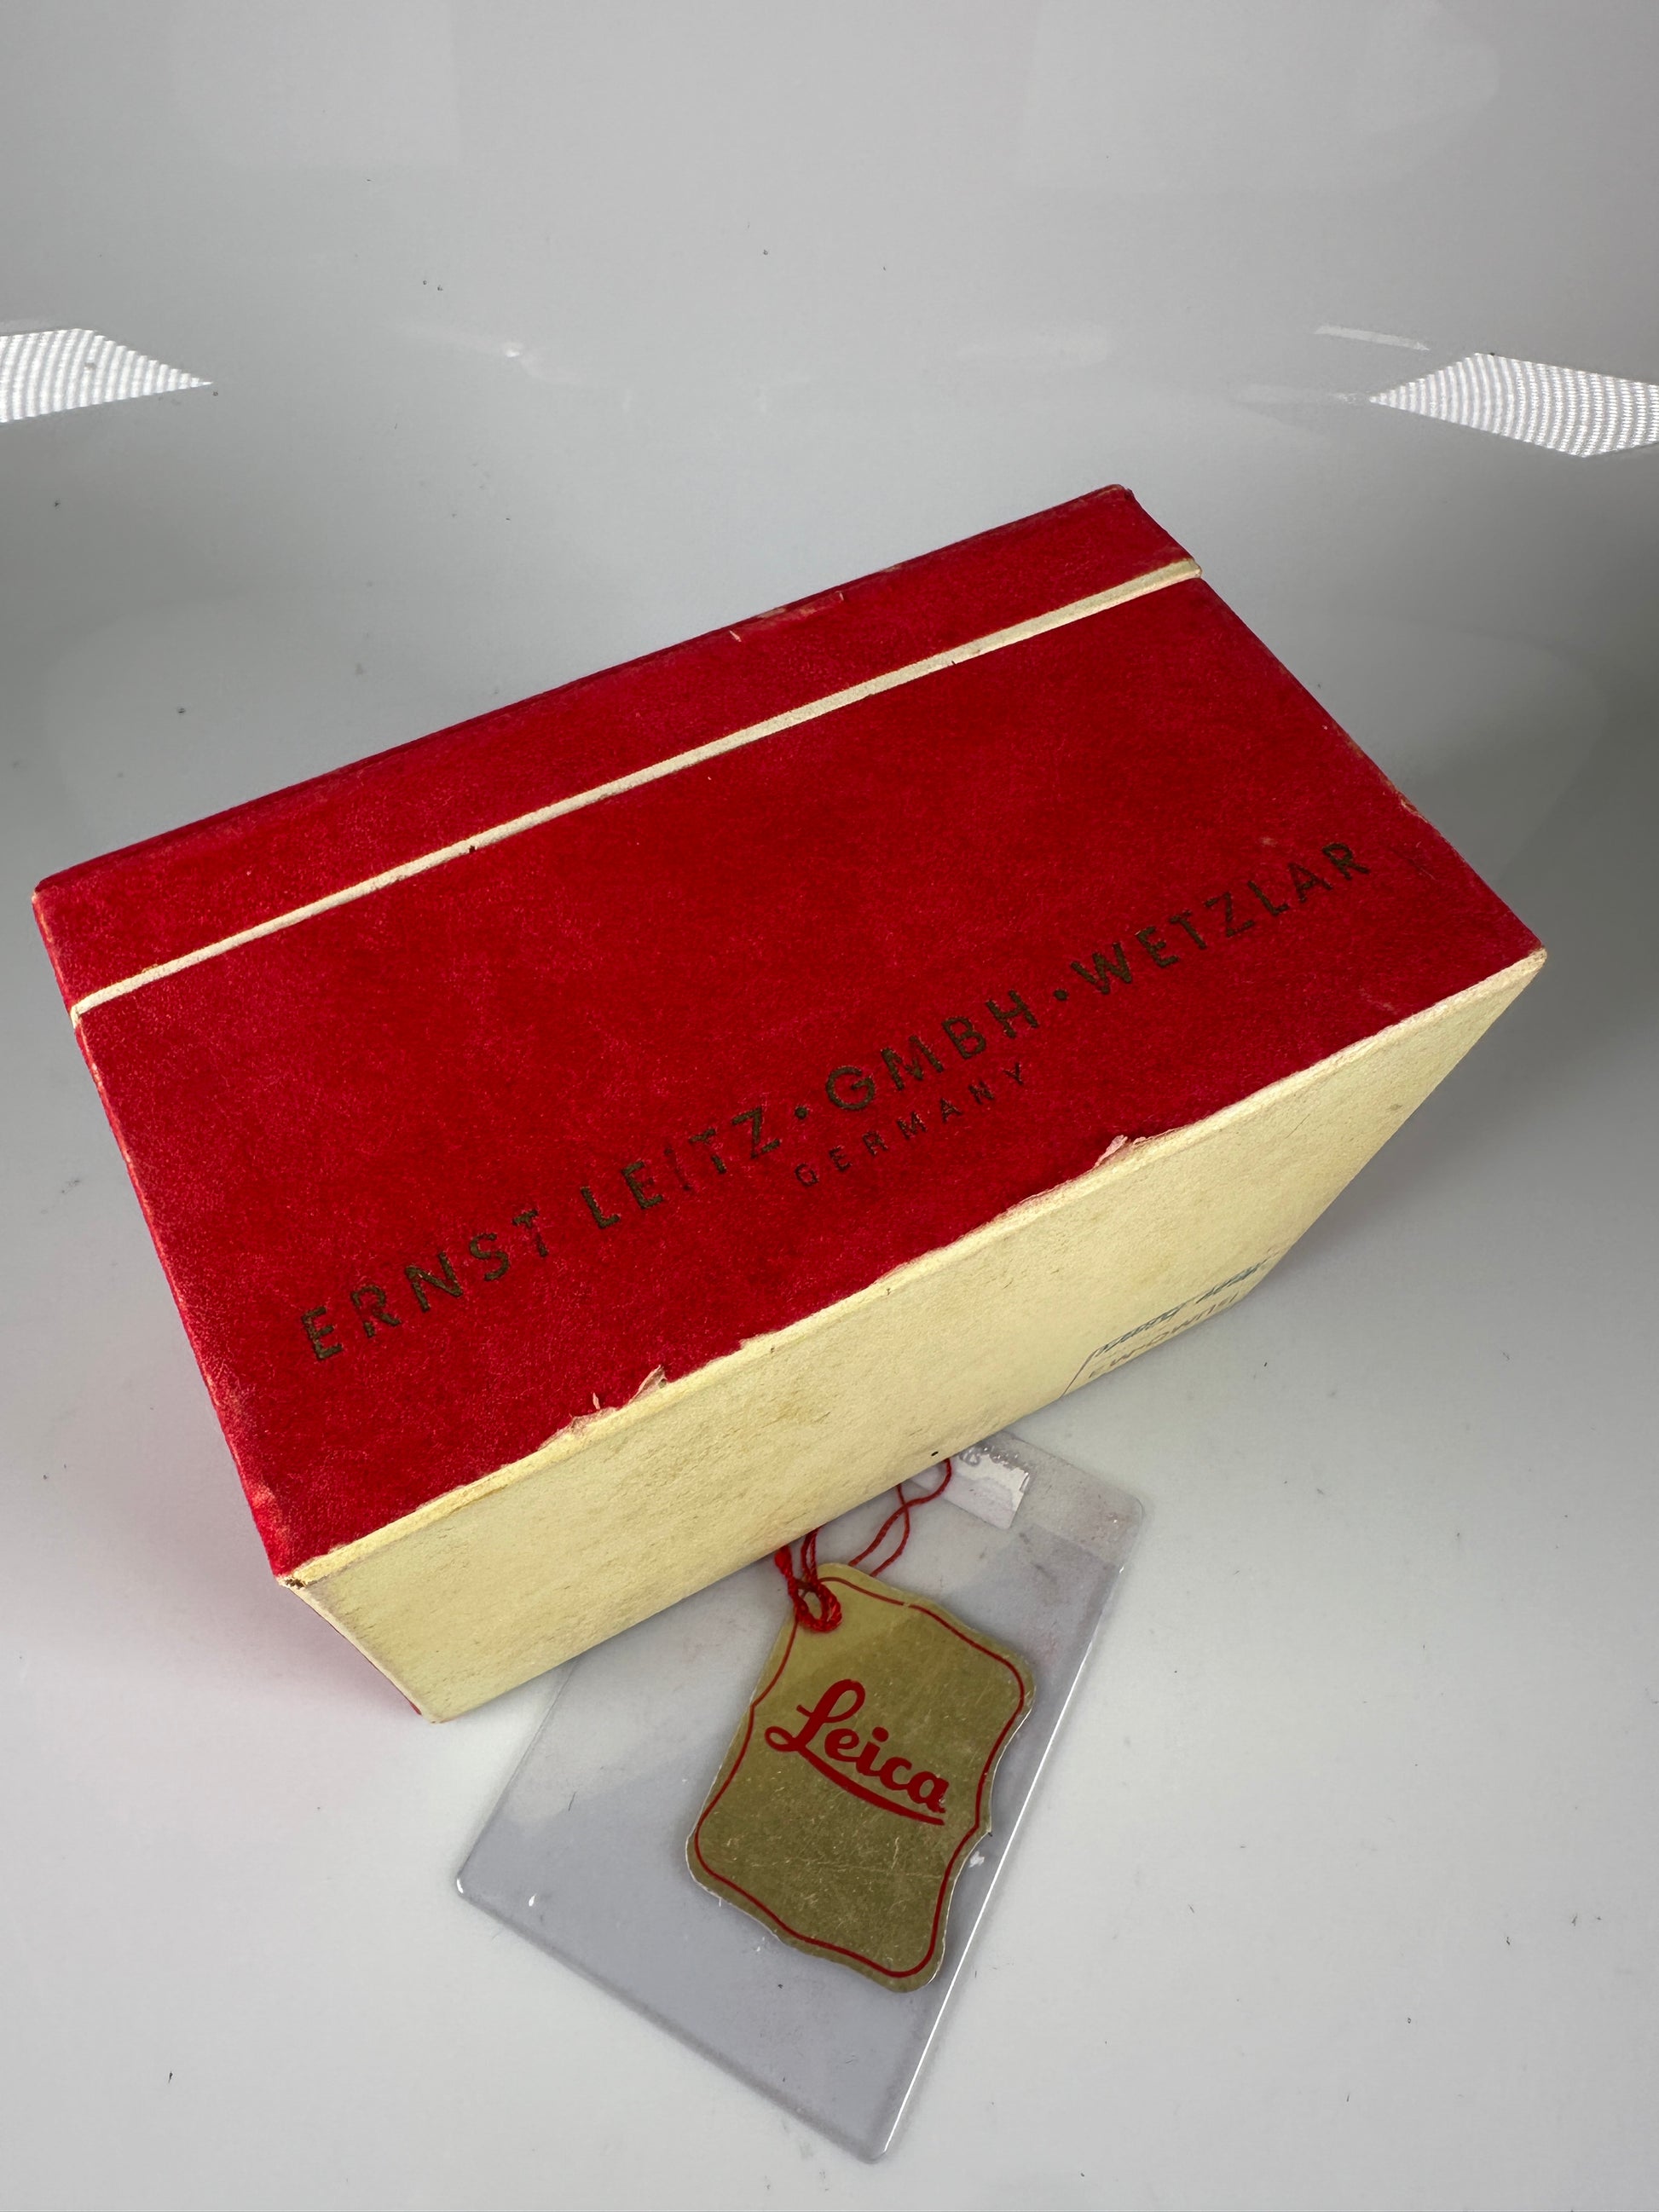 ERNST LEITZ · GMBH · WETZLAR
GERMANY
Leica